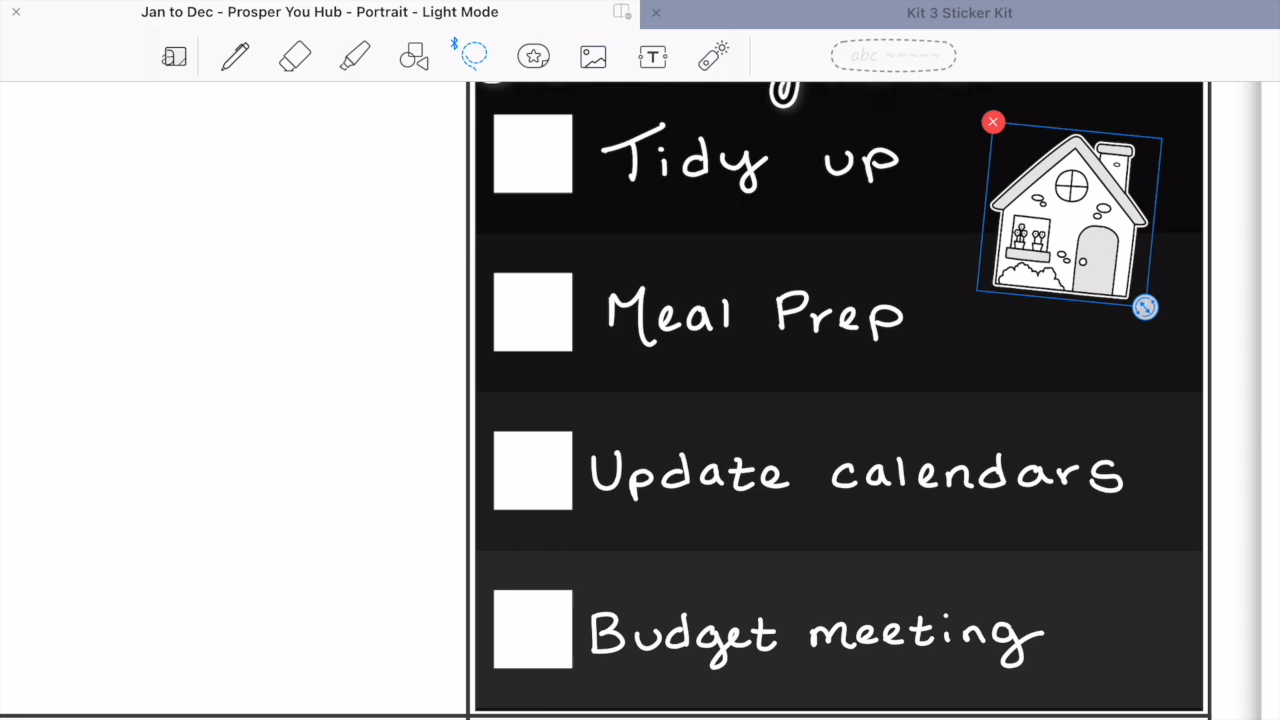 Jan to Dec - Prosper You Hub - Portrait - Light Mode
Kit 3 Sticker Kit
abc
Tidy up
Meal Prep
Update calendars
Budget meeting